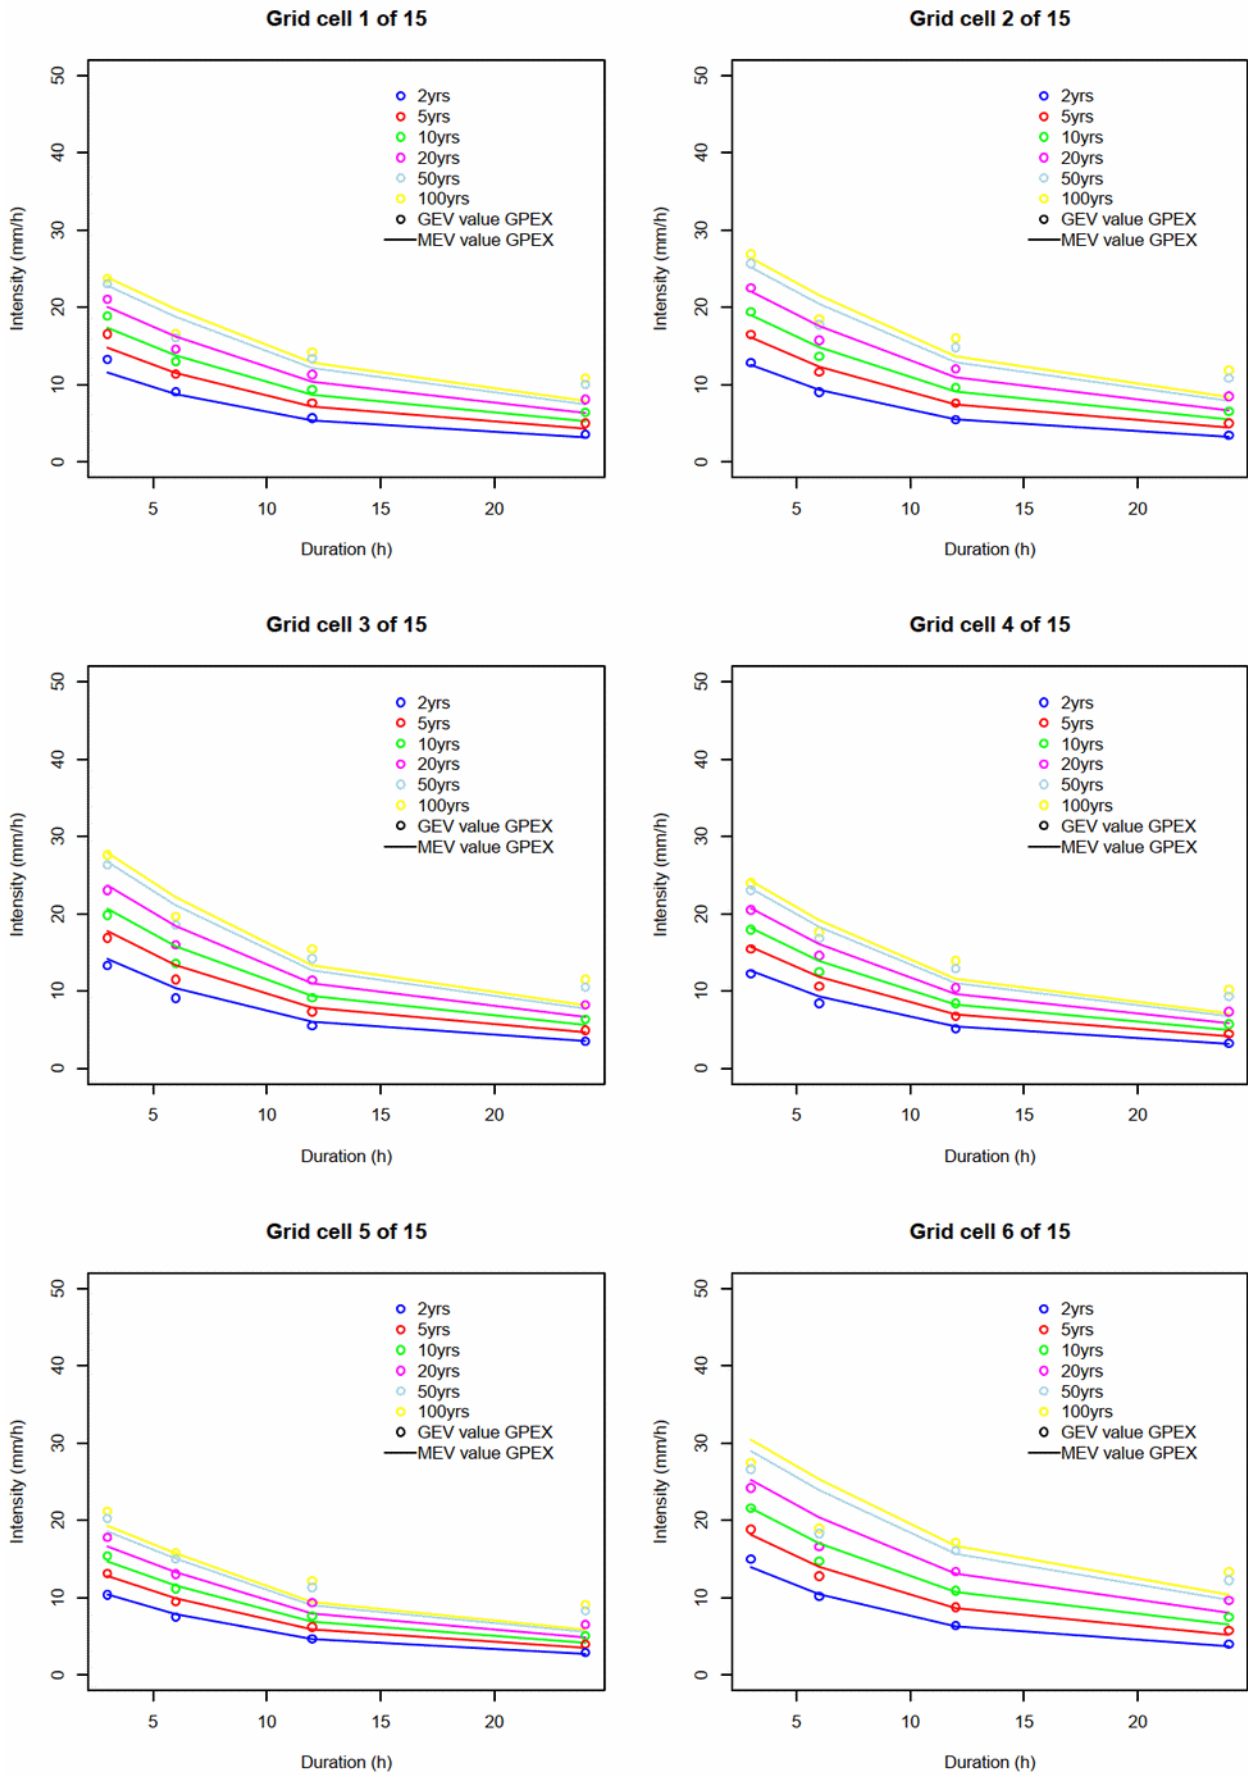 Grid cell 1 of 15
50
40
30
20
10
0
Intensity (mm/h)
2yrs
5yrs
10yrs
20yrs
50yrs
100yrs
GEV value GPEX
MEV value GPEX
5 10 15 20
Duration (h)
Grid cell 2 of 15
50
40
30
20
10
0
Intensity (mm/h)
2yrs
5yrs
10yrs
20yrs
50yrs
100yrs
GEV value GPEX
MEV value GPEX
5 10 15 20
Duration (h)
Grid cell 3 of 15
50
40
30
20
10
0
Intensity (mm/h)
2yrs
5yrs
10yrs
20yrs
50yrs
100yrs
GEV value GPEX
MEV value GPEX
5 10 15 20
Duration (h)
Grid cell 4 of 15
50
40
30
20
10
0
Intensity (mm/h)
2yrs
5yrs
10yrs
20yrs
50yrs
100yrs
GEV value GPEX
MEV value GPEX
5 10 15 20
Duration (h)
Grid cell 5 of 15
50
40
30
20
10
0
Intensity (mm/h)
2yrs
5yrs
10yrs
20yrs
50yrs
100yrs
GEV value GPEX
MEV value GPEX
5 10 15 20
Duration (h)
Grid cell 6 of 15
50
40
30
20
10
0
Intensity (mm/h)
2yrs
5yrs
10yrs
20yrs
50yrs
100yrs
GEV value GPEX
MEV value GPEX
5 10 15 20
Duration (h)